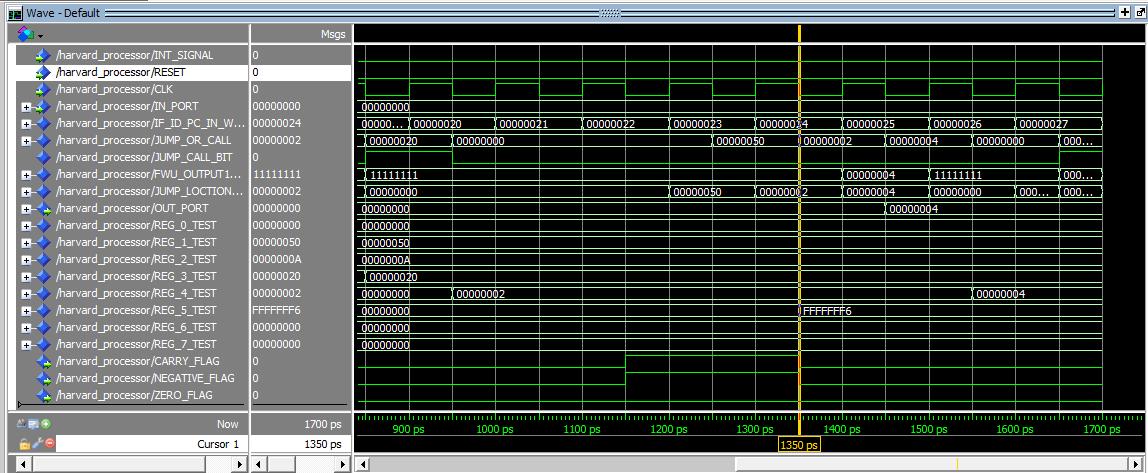 Wave - Default
Msgs
/harvard_processor/INT_SIGNAL 0
/harvard_processor/RESET 0
/harvard_processor/CLK 0
/harvard_processor/IN_PORT 00000000 00000000
/harvard_processor/IF_ID_PC_IN_W... 00000024 00000... 00000020 00000021 00000022 00000023 00000024 00000025 00000026 00000027
/harvard_processor/JUMP_OR_CALL 00000002 00000020 00000000 00000050 00000002 00000004 00000000 000...
/harvard_processor/JUMP_CALL_BIT 0
/harvard_processor/FWU_OUTPUT1... 11111111 11111111 00000004 11111111 000...
/harvard_processor/JUMP_LOCTION... 00000002 00000000 00000050 00000002 00000004 00000000 000... 000...
/harvard_processor/OUT_PORT 00000000 00000000 00000004
/harvard_processor/REG_0_TEST 00000000 00000000
/harvard_processor/REG_1_TEST 00000050 00000050
/harvard_processor/REG_2_TEST 0000000A 0000000A
/harvard_processor/REG_3_TEST 00000020 00000020
/harvard_processor/REG_4_TEST 00000002 00000000 00000002 00000004
/harvard_processor/REG_5_TEST FFFFFFF6 00000000 FFFFFFF6
/harvard_processor/REG_6_TEST 00000000 00000000
/harvard_processor/REG_7_TEST 00000000 00000000
/harvard_processor/CARRY_FLAG 0
/harvard_processor/NEGATIVE_FLAG 0
/harvard_processor/ZERO_FLAG 0
Now 1700 ps 900 ps 1000 ps 1100 ps 1200 ps 1300 ps 1400 ps 1500 ps 1600 ps 1700 ps
Cursor 1 1350 ps 1350 ps